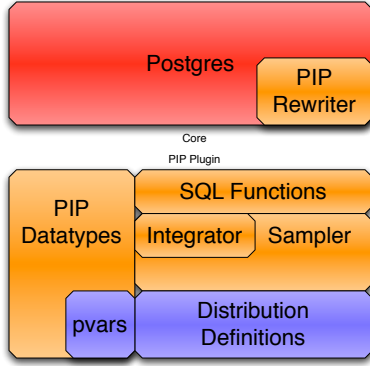 Postgres
PIP
Rewriter
Core
PIP Plugin
PIP
Datatypes
SQL Functions
Integrator
Sampler
pvars
Distribution
Definitions